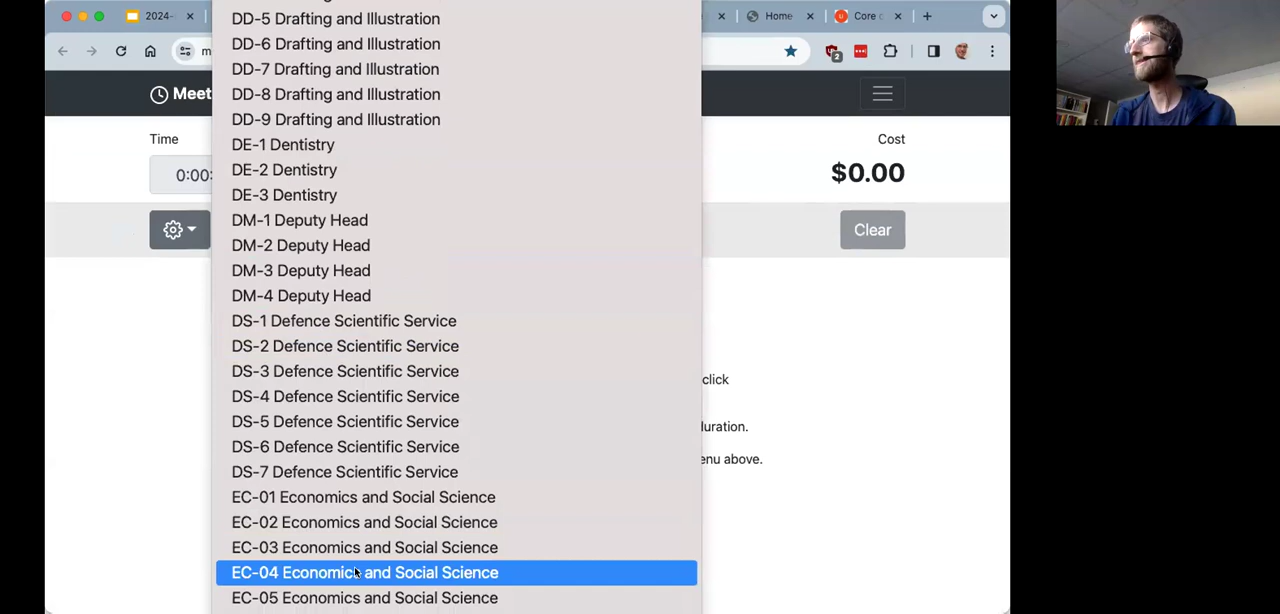 2024-
Home
Core
m
2
DD-5 Drafting and Illustration
DD-6 Drafting and Illustration
DD-7 Drafting and Illustration
DD-8 Drafting and Illustration
DD-9 Drafting and Illustration
DE-1 Dentistry
DE-2 Dentistry
DE-3 Dentistry
DM-1 Deputy Head
DM-2 Deputy Head
DM-3 Deputy Head
DM-4 Deputy Head
DS-1 Defence Scientific Service
DS-2 Defence Scientific Service
DS-3 Defence Scientific Service
DS-4 Defence Scientific Service
DS-5 Defence Scientific Service
DS-6 Defence Scientific Service
DS-7 Defence Scientific Service
EC-01 Economics and Social Science
EC-02 Economics and Social Science
EC-03 Economics and Social Science
EC-04 Economics and Social Science
EC-05 Economics and Social Science
Meet
Time
0:00:
Cost
$0.00
Clear
click
duration.
enu above.